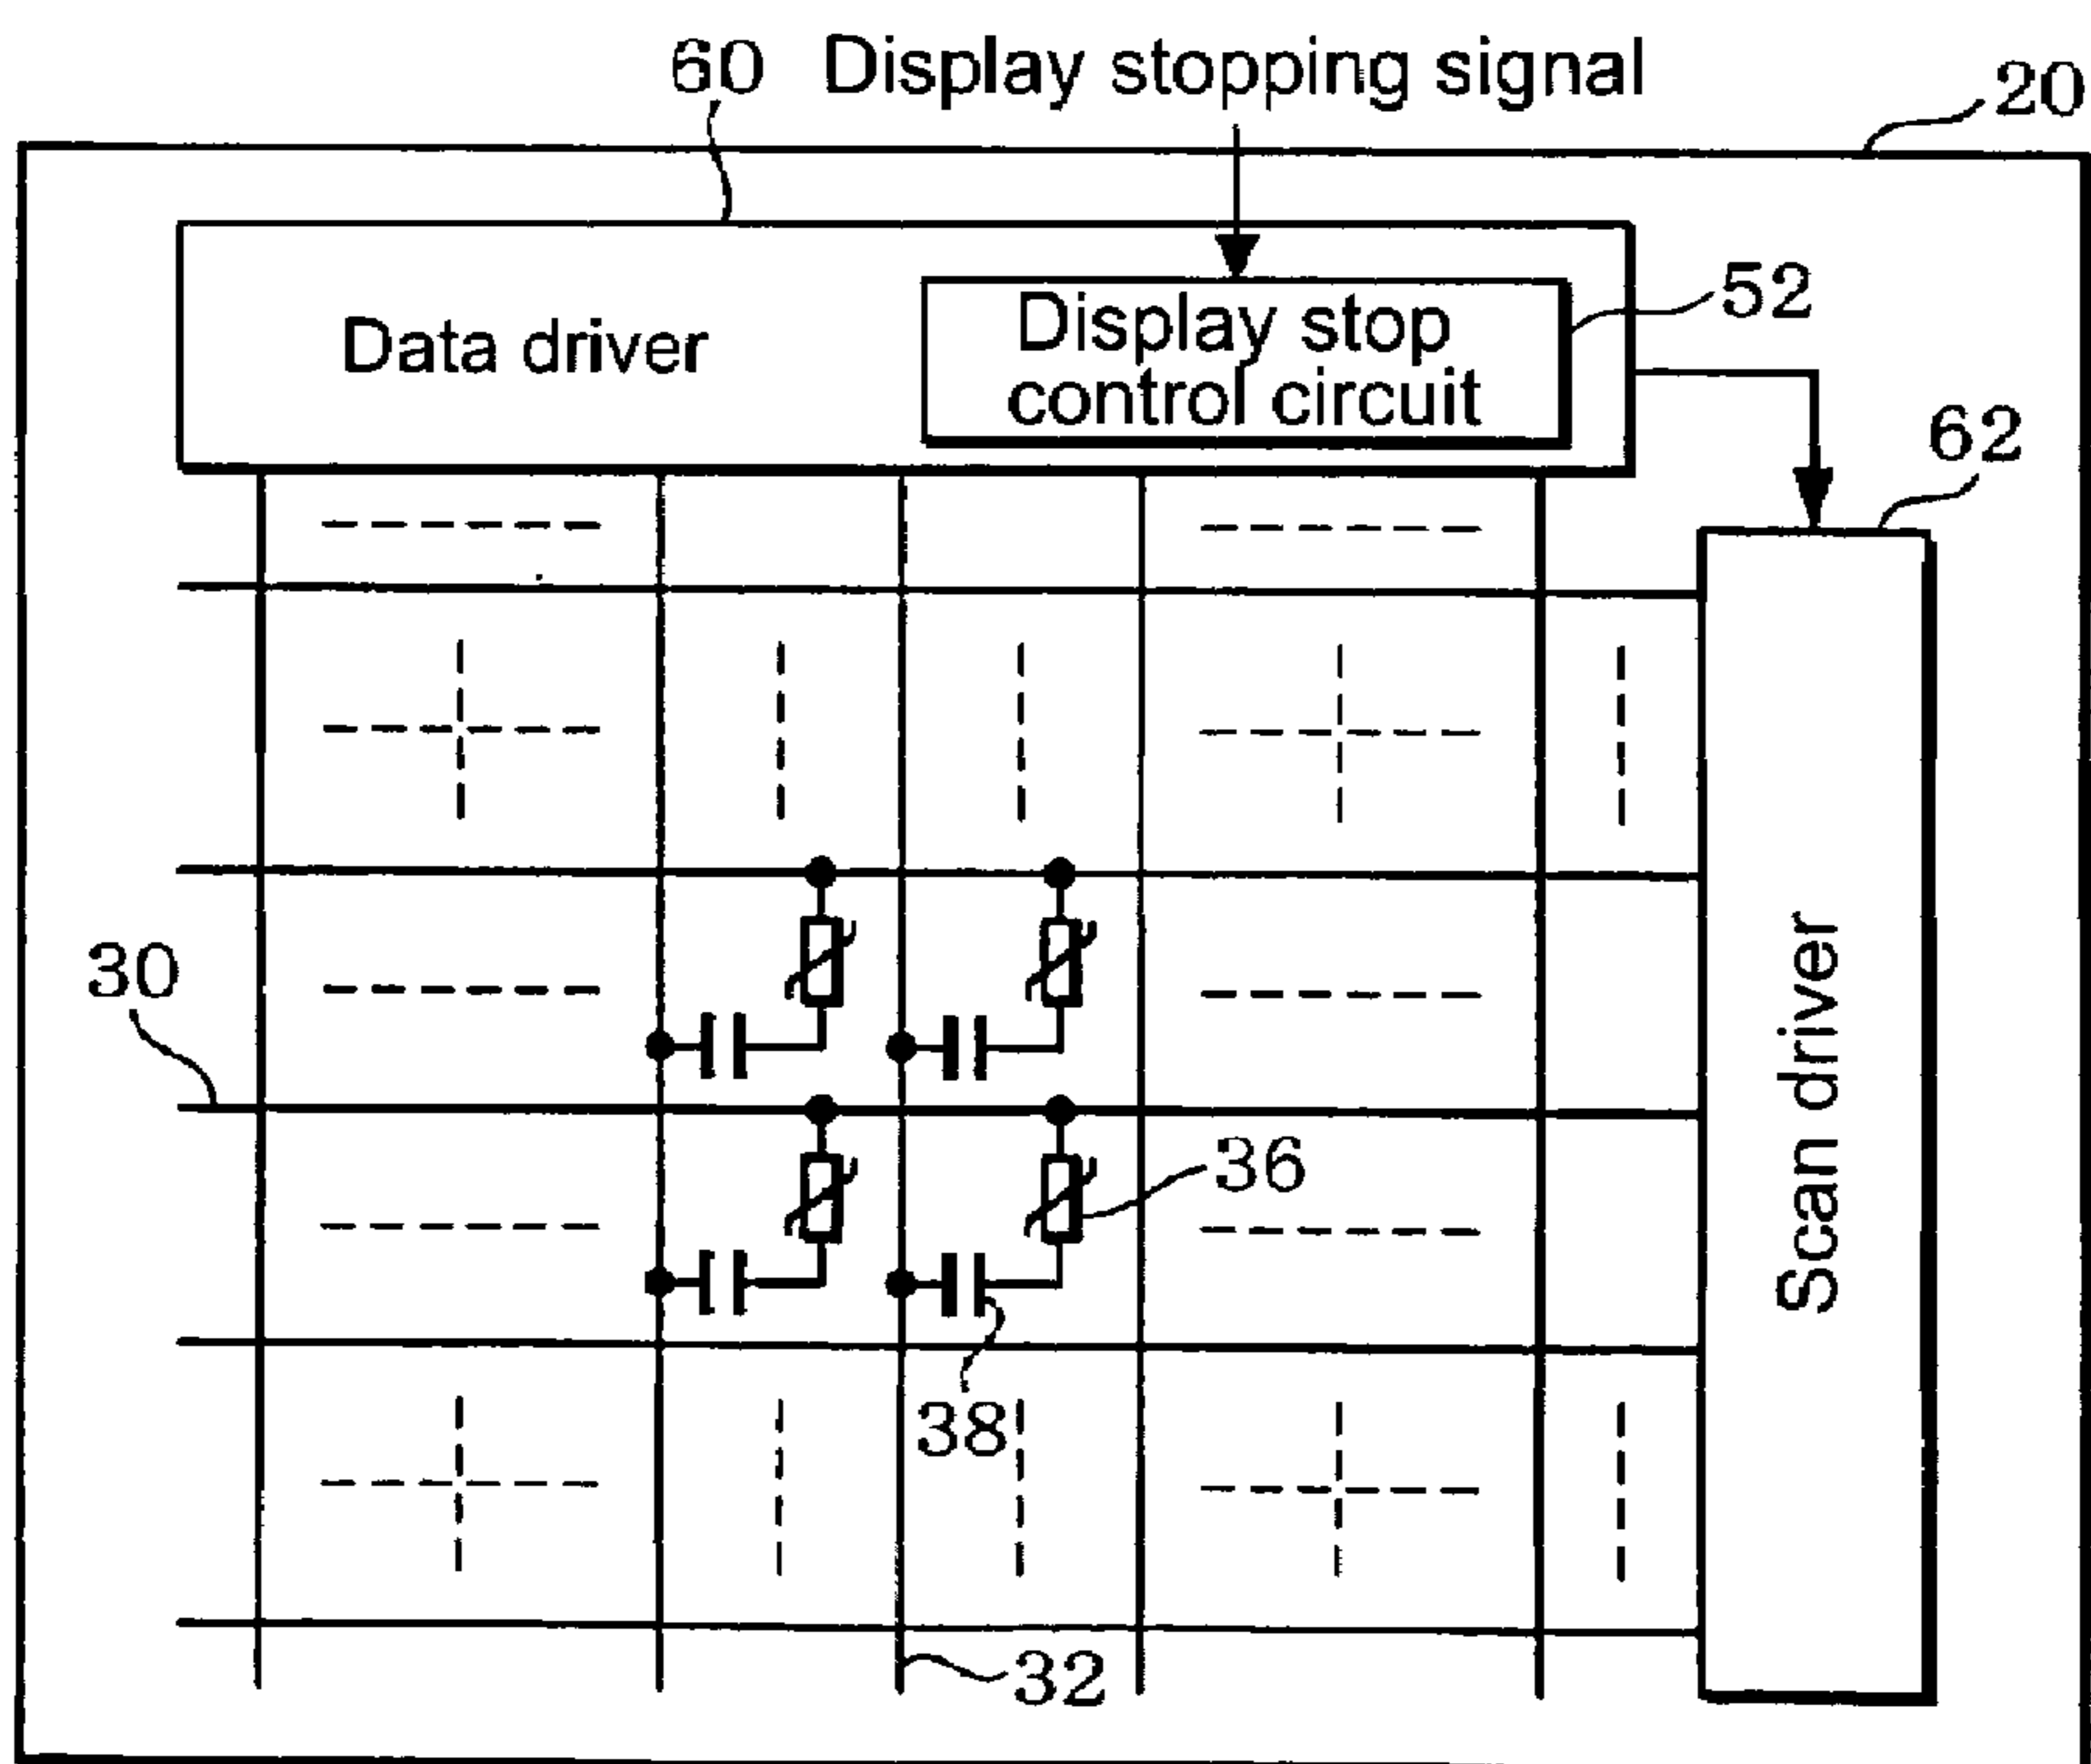 60 Display stopping signal
20
Data driver
Display stop
control circuit
52
62
30
36
38
32
Scan driver